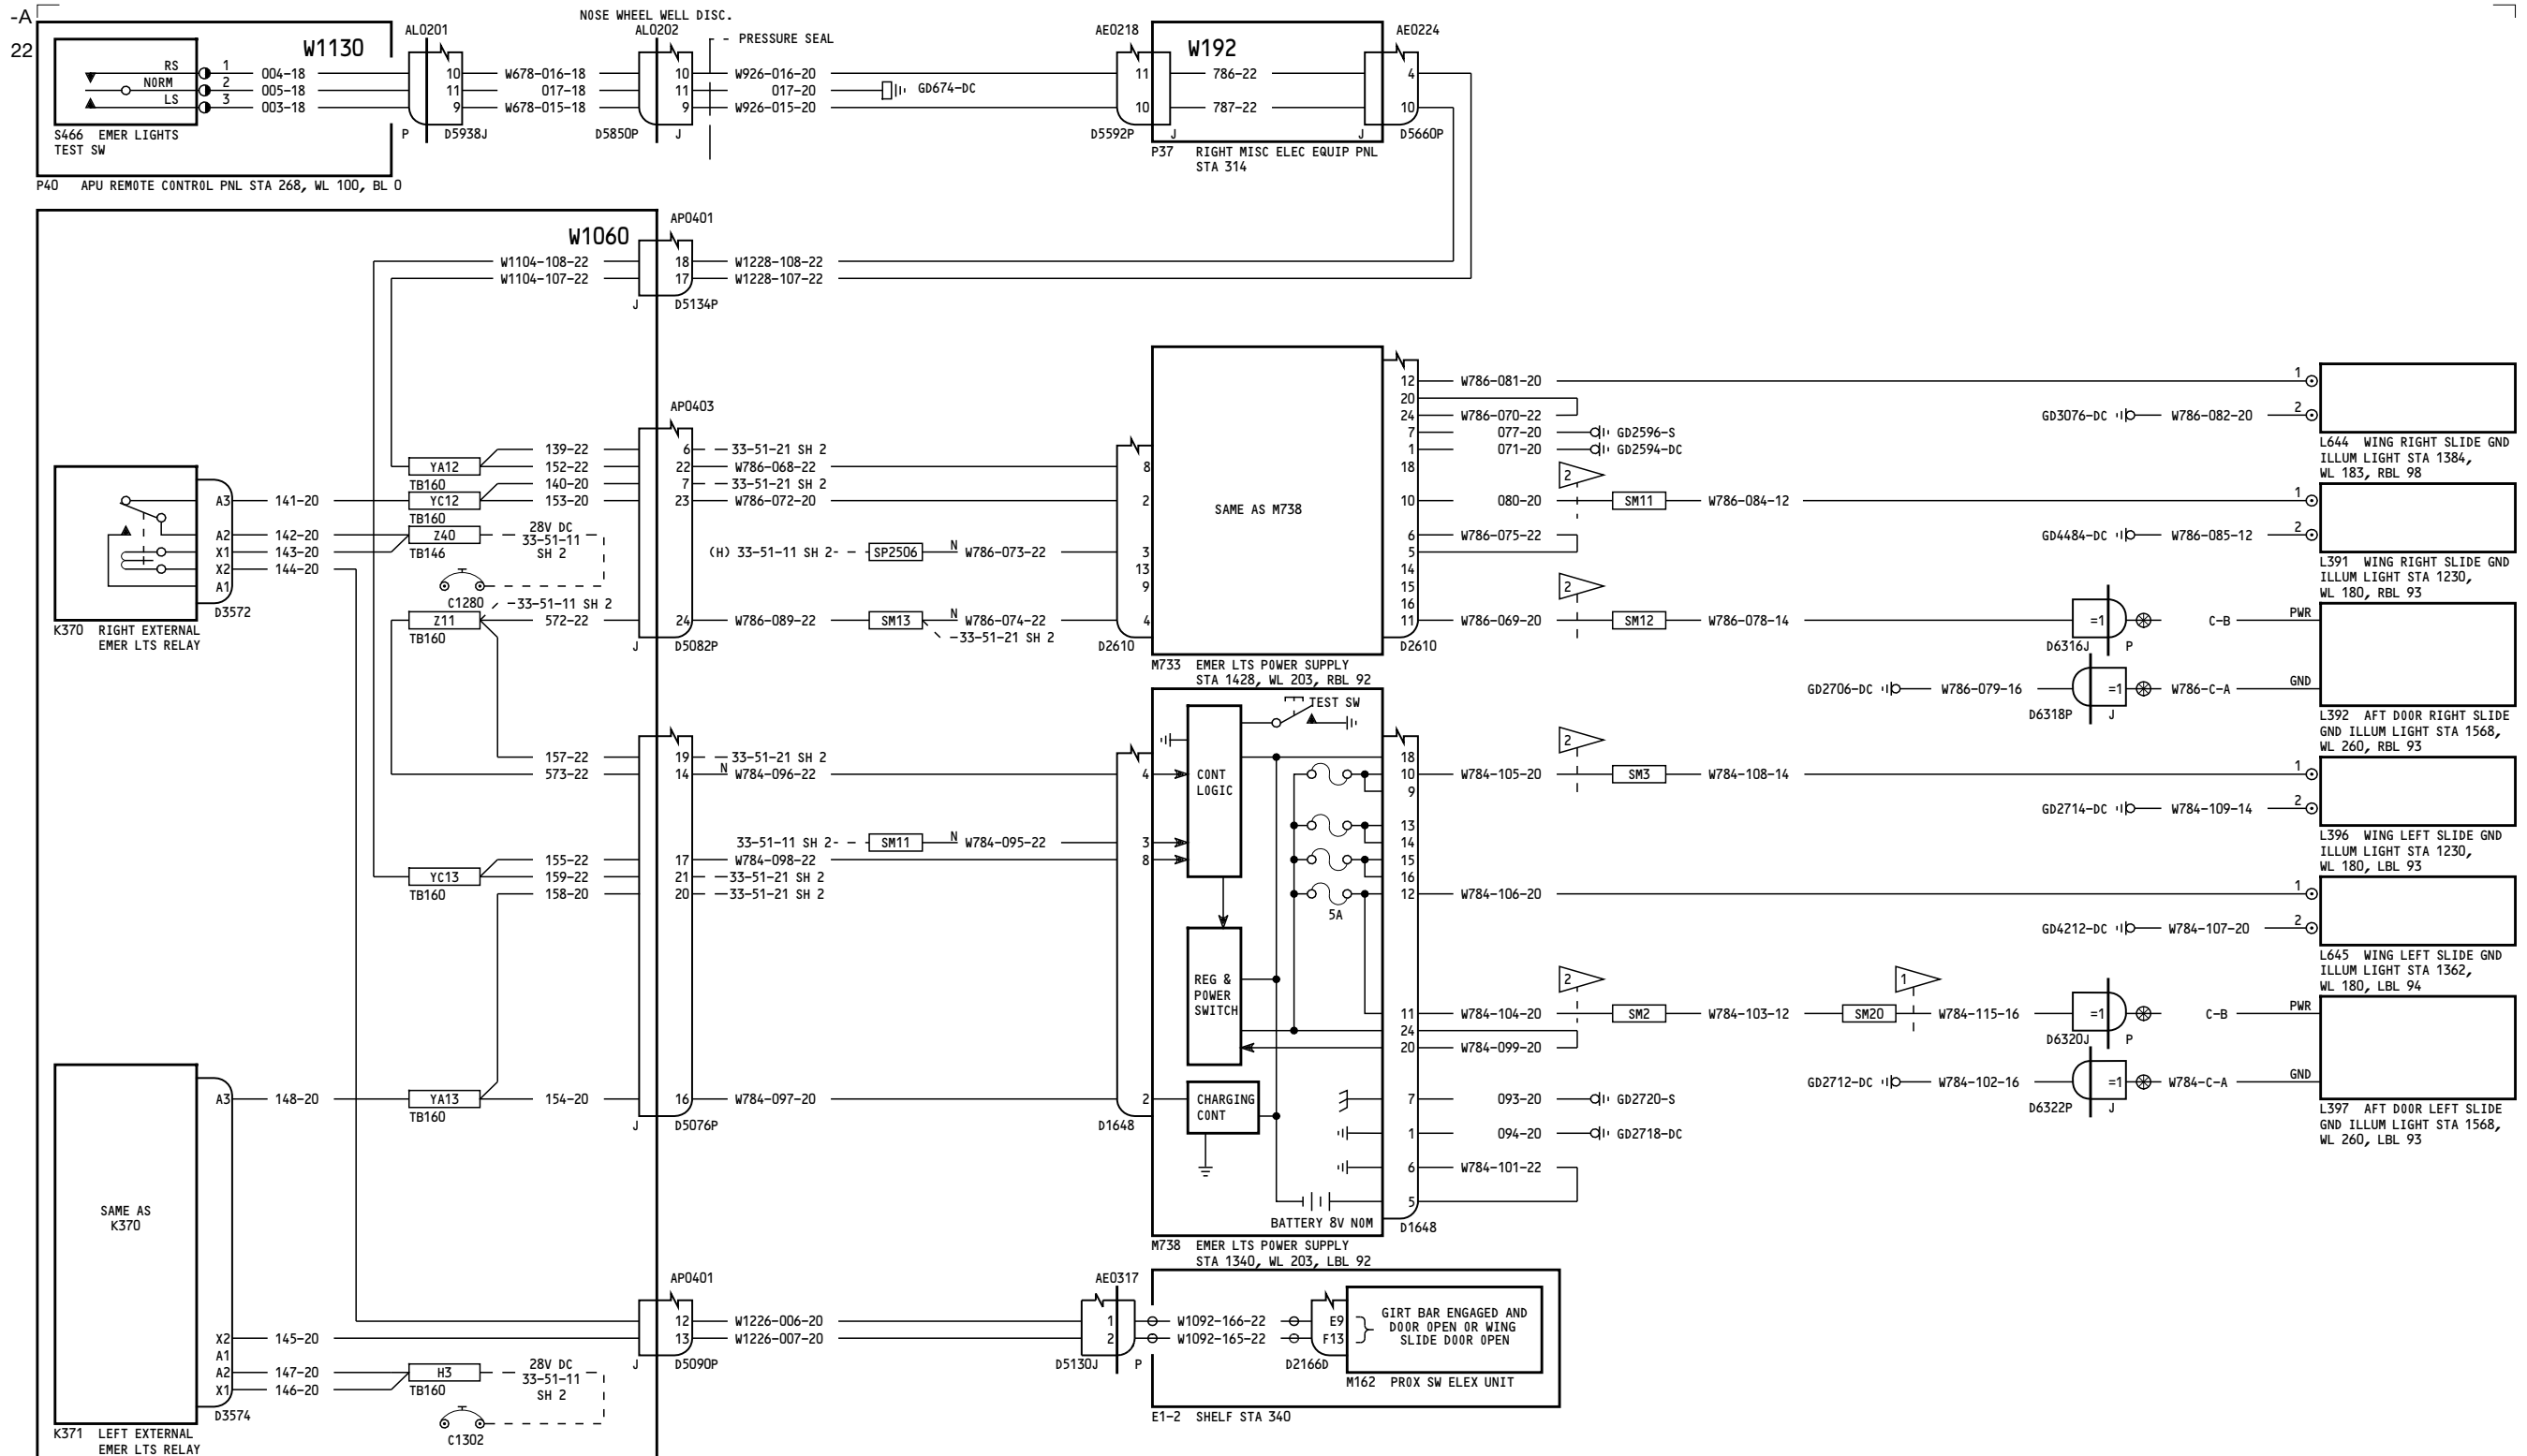 -A
22
W1130
RS
NORM
LS
1
2
3
004-18
005-18
003-18
S466 EMER LIGHTS
TEST SW
P40 APU REMOTE CONTROL PNL STA 268, WL 100, BL 0
AL0201
10
11
9
P
D5938J
W678-016-18
017-18
W678-015-18
NOSE WHEEL WELL DISC.
AL0202
10
11
9
D5850P
J
PRESSURE SEAL
W926-016-20
017-20
W926-015-20
GD674-DC
AE0218
11
10
D5592P
J
W192
786-22
787-22
P37 RIGHT MISC ELEC EQUIP PNL
STA 314
AE0224
4
10
J
D5660P
W1060
AP0401
W1104-108-22
18
W1228-108-22
W1104-107-22
17
W1228-107-22
J
D5134P
AP0403
139-22
6
33-51-21 SH 2
YA12
TB160
152-22
22
W786-068-22
140-20
7
33-51-21 SH 2
A3
141-20
YC12
TB160
153-20
23
W786-072-20
A2
142-20
Z40
TB146
28V DC
33-51-11
SH 2
X1
143-20
X2
144-20
A1
D3572
K370 RIGHT EXTERNAL
EMER LTS RELAY
C1280
33-51-11 SH 2
Z11
TB160
572-22
24
W786-089-22
SM13
N
W786-074-22
33-51-21 SH 2
J
D5082P
(H) 33-51-11 SH 2
SP2506
N
W786-073-22
8
2
3
13
9
4
D2610
SAME AS M738
M733 EMER LTS POWER SUPPLY
STA 1428, WL 203, RBL 92
12
20
24
7
1
18
10
6
5
14
15
16
11
D2610
W786-081-20
W786-070-22
077-20
GD2596-S
071-20
GD2594-DC
080-20
2
SM11
W786-084-12
W786-075-22
W786-069-20
2
SM12
W786-078-14
1
GD3076-DC
W786-082-20
2
L644 WING RIGHT SLIDE GND
ILLUM LIGHT STA 1384,
WL 183, RBL 98
1
GD4484-DC
W786-085-12
2
L391 WING RIGHT SLIDE GND
ILLUM LIGHT STA 1230,
WL 180, RBL 93
=1
D6316J
P
C-B
PWR
GD2706-DC
W786-079-16
=1
D6318P
J
W786-C-A
GND
L392 AFT DOOR RIGHT SLIDE
GND ILLUM LIGHT STA 1568,
WL 260, RBL 93
157-22
19
33-51-21 SH 2
573-22
14
N
W784-096-22
33-51-11 SH 2
SM11
N
W784-095-22
155-22
17
W784-098-22
YC13
TB160
159-22
21
33-51-21 SH 2
158-20
20
33-51-21 SH 2
A3
148-20
YA13
TB160
154-20
16
W784-097-20
J
D5076P
4
3
8
2
D1648
CONT
LOGIC
TEST SW
REG &
POWER
SWITCH
CHARGING
CONT
5A
BATTERY 8V NOM
M738 EMER LTS POWER SUPPLY
STA 1340, WL 203, LBL 92
18
10
9
13
14
15
16
12
11
24
20
7
1
6
5
D1648
W784-105-20
2
SM3
W784-108-14
1
GD2714-DC
W784-109-14
2
L396 WING LEFT SLIDE GND
ILLUM LIGHT STA 1230,
WL 180, LBL 93
W784-106-20
1
GD4212-DC
W784-107-20
2
L645 WING LEFT SLIDE GND
ILLUM LIGHT STA 1362,
WL 180, LBL 94
W784-104-20
2
SM2
W784-103-12
SM20
1
W784-115-16
=1
D6320J
P
C-B
PWR
W784-099-20
093-20
GD2720-S
094-20
GD2718-DC
W784-101-22
GD2712-DC
W784-102-16
=1
D6322P
J
W784-C-A
GND
L397 AFT DOOR LEFT SLIDE
GND ILLUM LIGHT STA 1568,
WL 260, LBL 93
SAME AS
K370
X2
145-20
A1
A2
147-20
X1
146-20
H3
TB160
28V DC
33-51-11
SH 2
C1302
D3574
K371 LEFT EXTERNAL
EMER LTS RELAY
AP0401
12
W1226-006-20
13
W1226-007-20
J
D5090P
AE0317
1
2
D5130J
P
W1092-166-22
W1092-165-22
E9
F13
D2166D
GIRT BAR ENGAGED AND
DOOR OPEN OR WING
SLIDE DOOR OPEN
M162 PROX SW ELEX UNIT
E1-2 SHELF STA 340